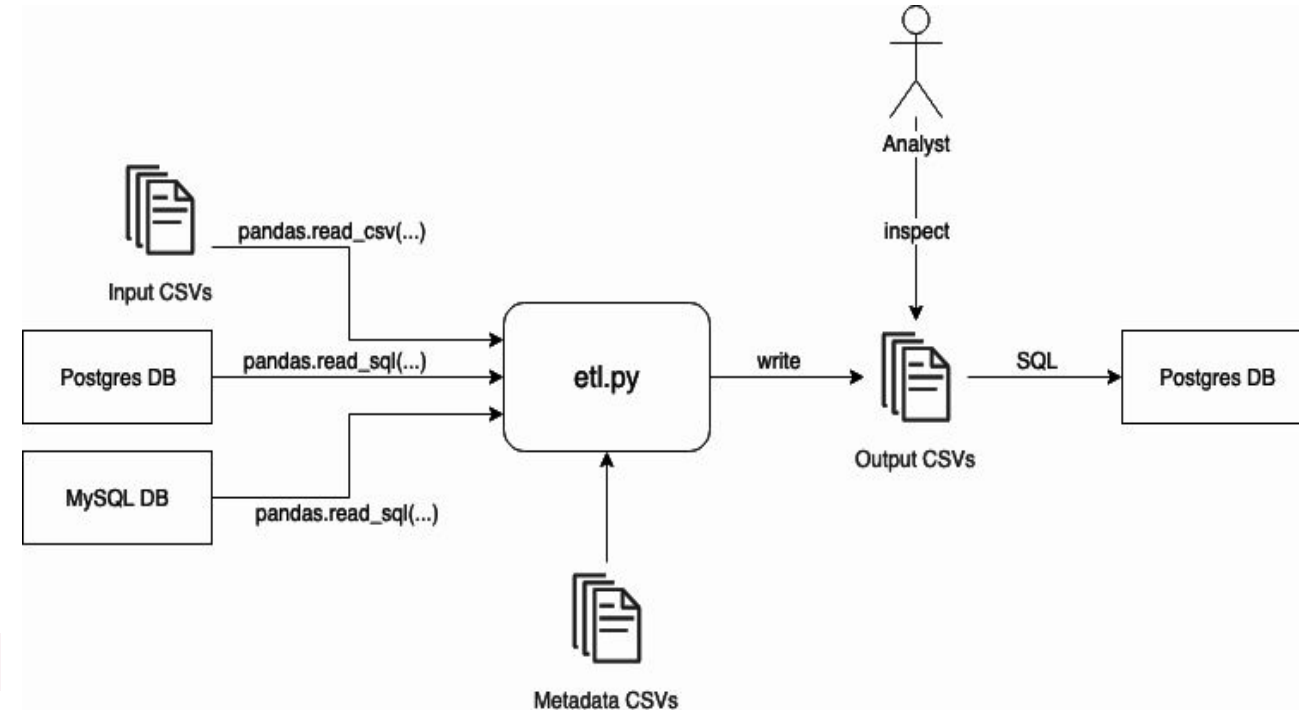 Analyst
pandas.read_csv(...)
inspect
Input CSVs
Postgres DB
pandas.read_sql(...)
etl.py
write
SQL
Postgres DB
Output CSVs
MySQL DB
pandas.read_sql(...)
Metadata CSVs